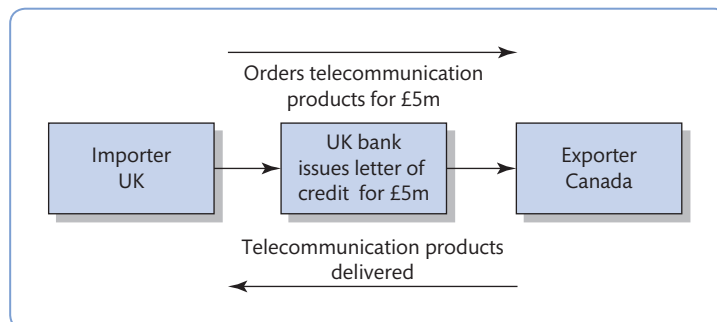 Orders telecommunication
products for £5m
Importer
UK
UK bank
issues letter of
credit for £5m
Exporter
Canada
Telecommunication products
delivered